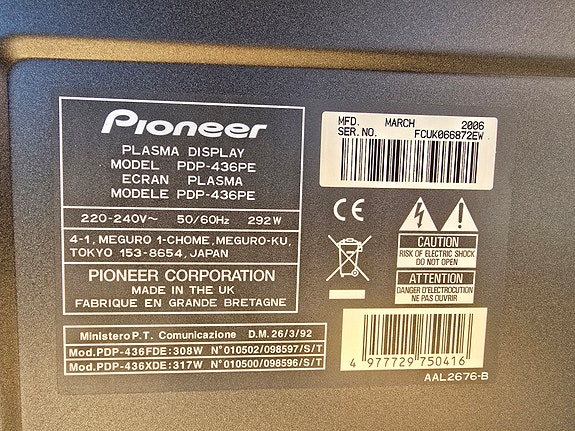 Pioneer
PLASMA DISPLAY
MODEL PDP-436PE
ECRAN PLASMA
MODELE PDP-436PE
220-240V~ 50/60Hz 292W
4-1, MEGURO 1-CHOME, MEGURO-KU,
TOKYO 153-8654, JAPAN
PIONEER CORPORATION
MADE IN THE UK
FABRIQUE EN GRANDE BRETAGNE
Ministero P.T. Comunicazione D.M. 26/3/92
Mod.PDP-436FDE:308W N°010502/098597/S/T
Mod.PDP-436XDE:317W N°010500/098596/S/T
MFD. MARCH 2006
SER. NO. FCUK066872EW
CE
CAUTION
RISK OF ELECTRIC SHOCK
DO NOT OPEN
ATTENTION
DANGER D'ELECTROCUTION
NE PAS OUVRIR
4 977729 750416
AAL2676-B